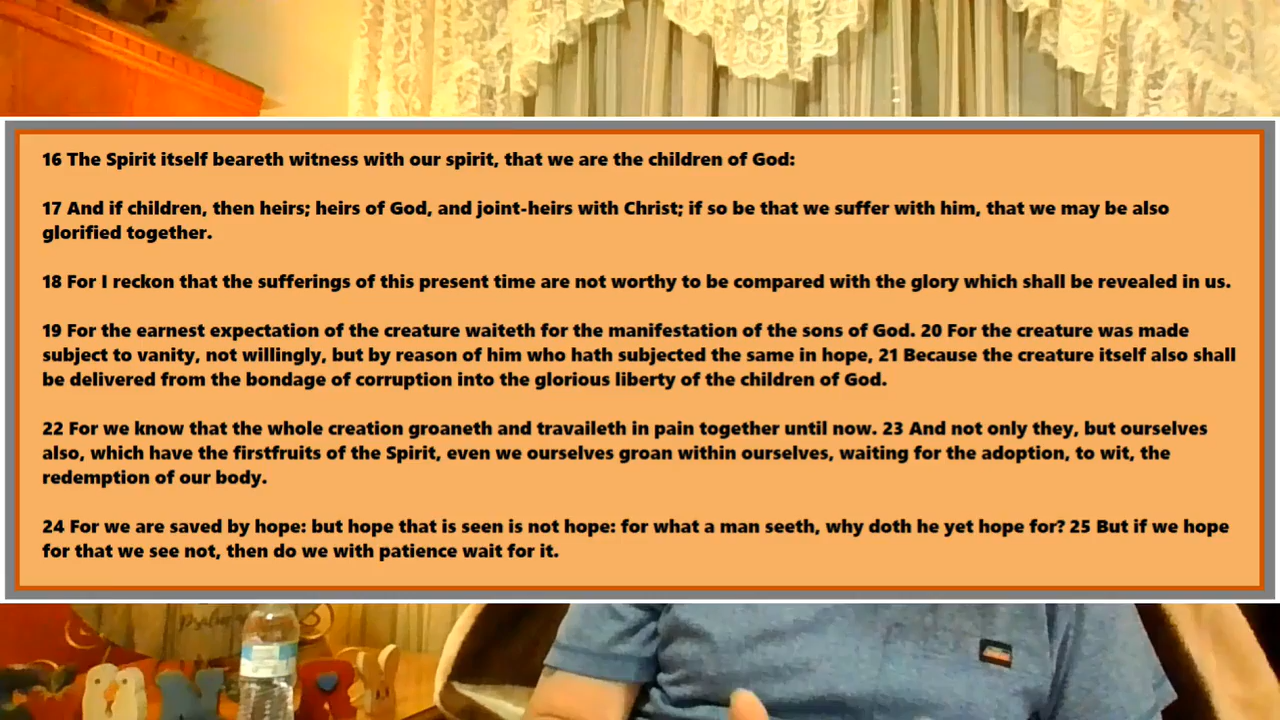 16 The Spirit itself beareth witness with our spirit, that we are the children of God:
17 And if children, then heirs; heirs of God, and joint-heirs with Christ; if so be that we suffer with him, that we may be also
glorified together.
18 For I reckon that the sufferings of this present time are not worthy to be compared with the glory which shall be revealed in us.
19 For the earnest expectation of the creature waiteth for the manifestation of the sons of God. 20 For the creature was made
subject to vanity, not willingly, but by reason of him who hath subjected the same in hope, 21 Because the creature itself also shall
be delivered from the bondage of corruption into the glorious liberty of the children of God.
22 For we know that the whole creation groaneth and travaileth in pain together until now. 23 And not only they, but ourselves
also, which have the firstfruits of the Spirit, even we ourselves groan within ourselves, waiting for the adoption, to wit, the
redemption of our body.
24 For we are saved by hope: but hope that is seen is not hope: for what a man seeth, why doth he yet hope for? 25 But if we hope
for that we see not, then do we with patience wait for it.